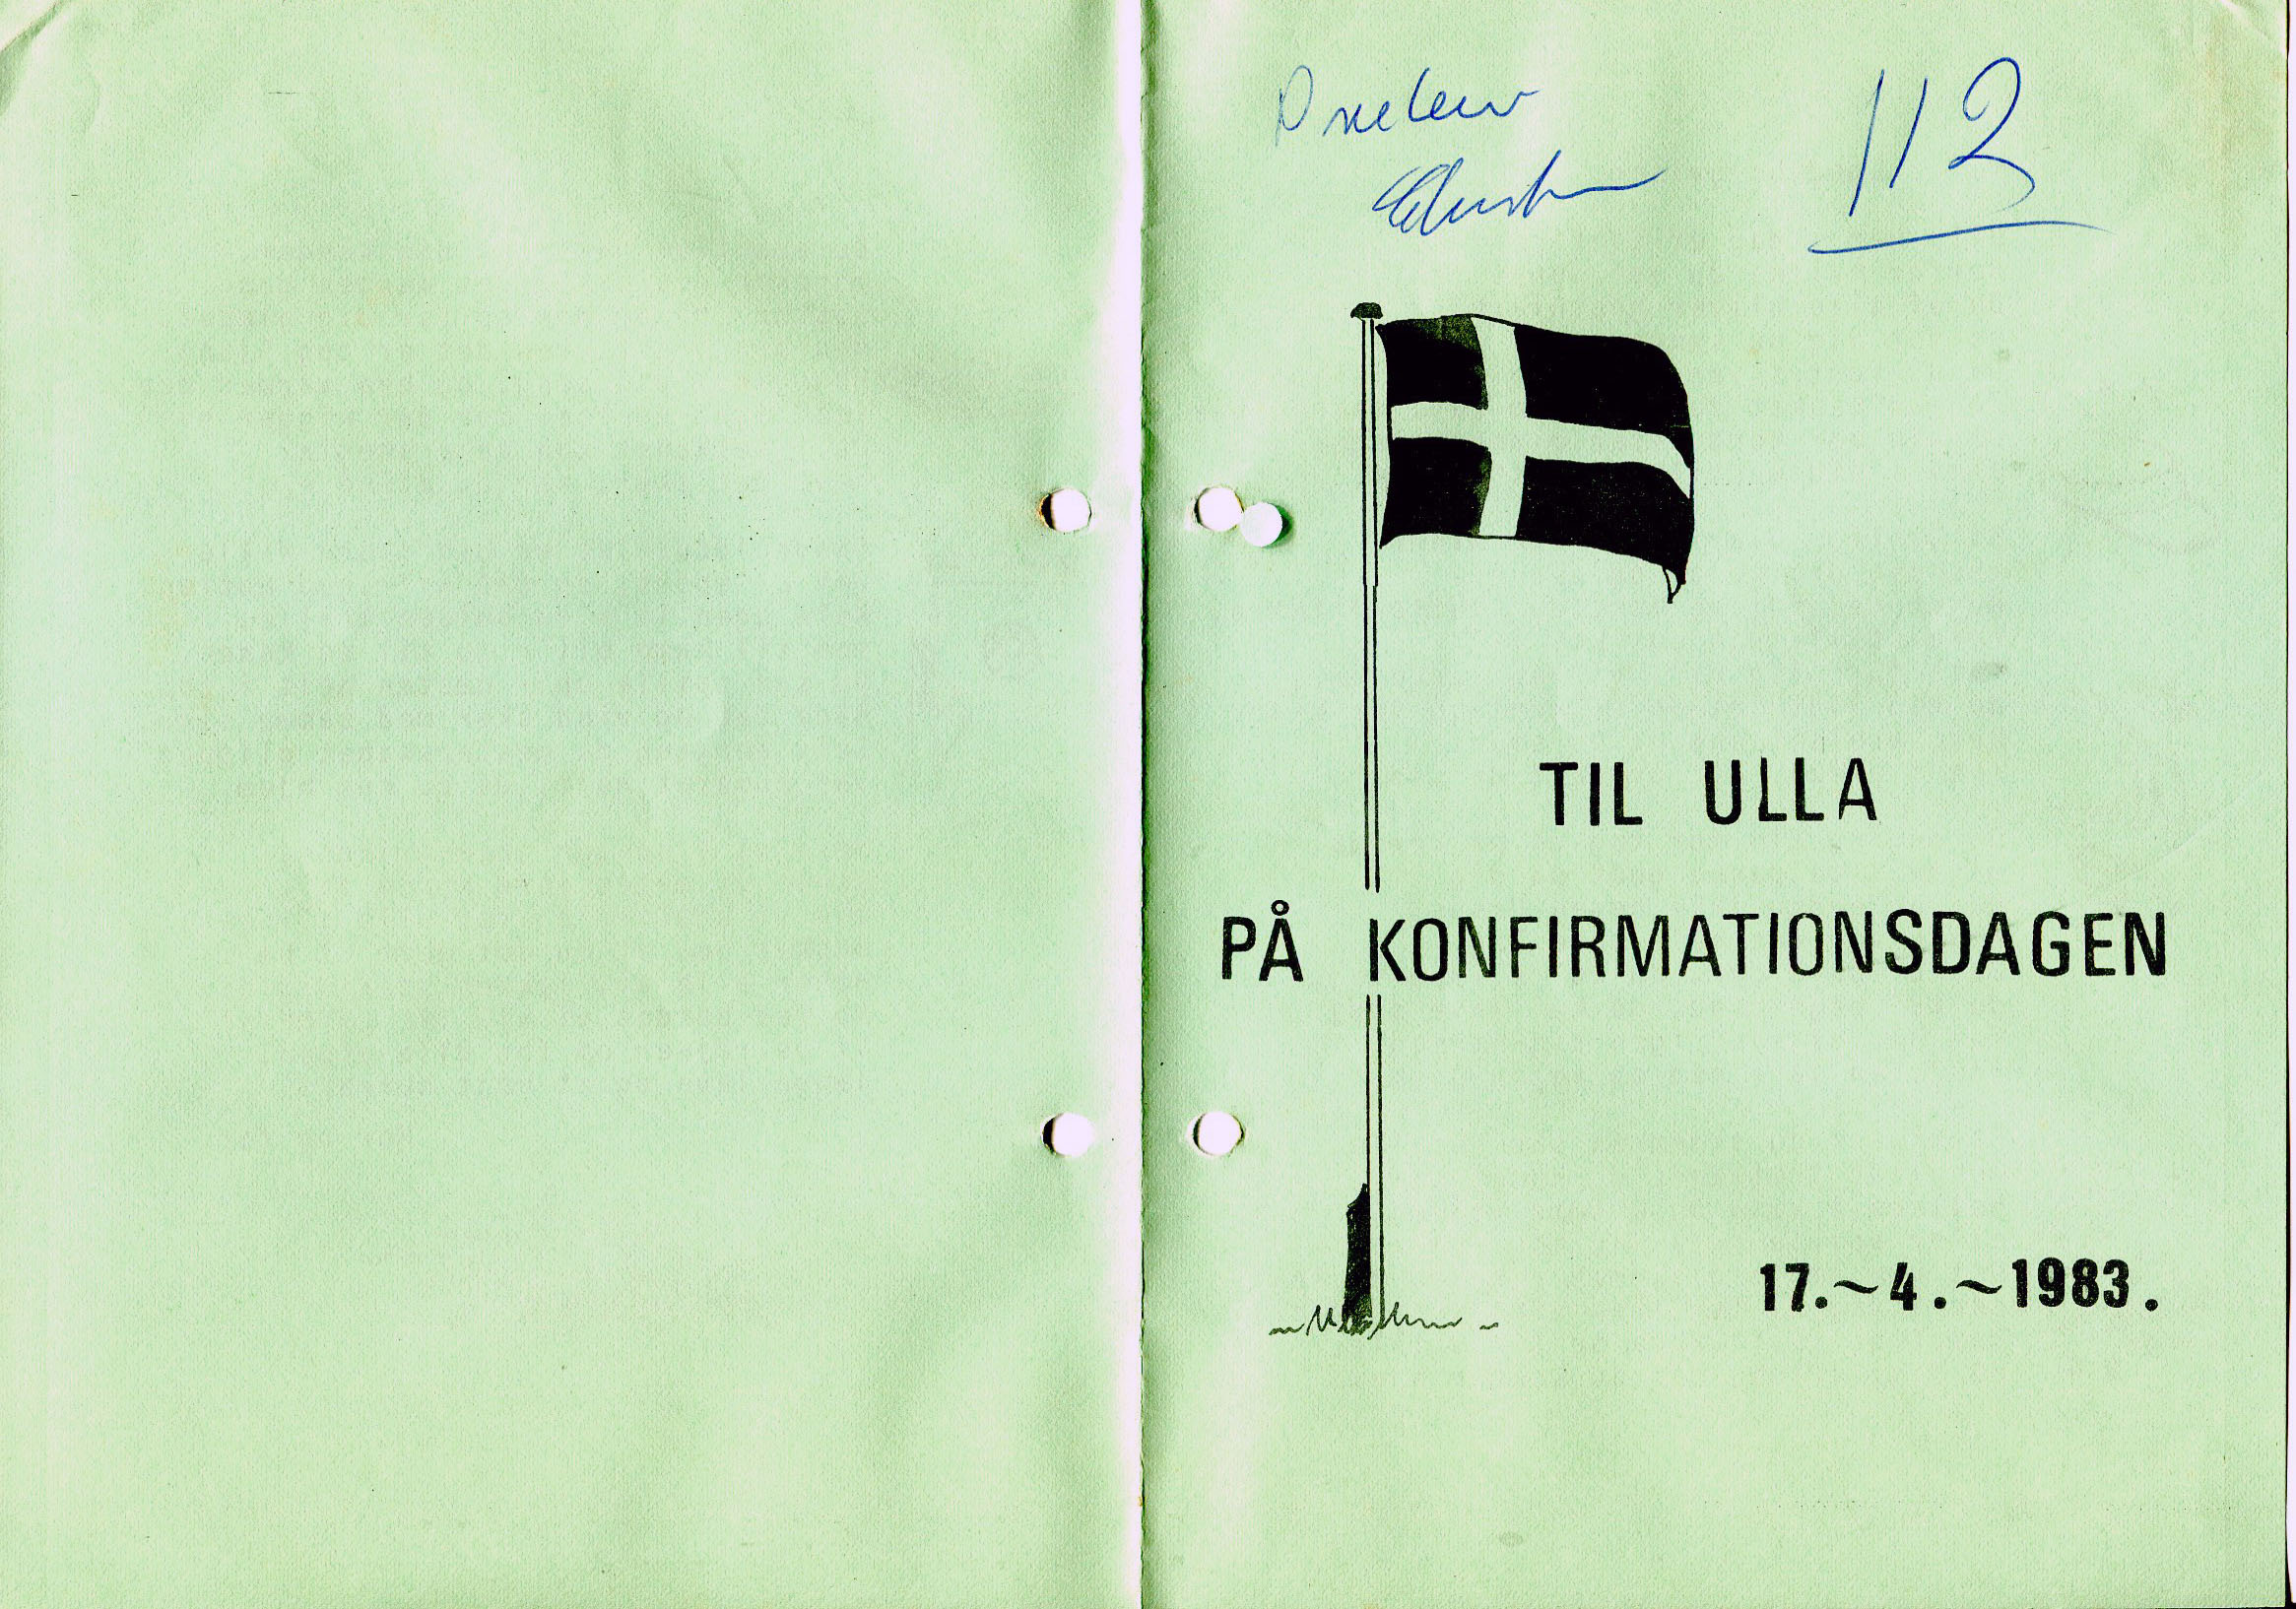 112
TIL ULLA
PÅ KONFIRMATIONSDAGEN
17.~4.~1983.